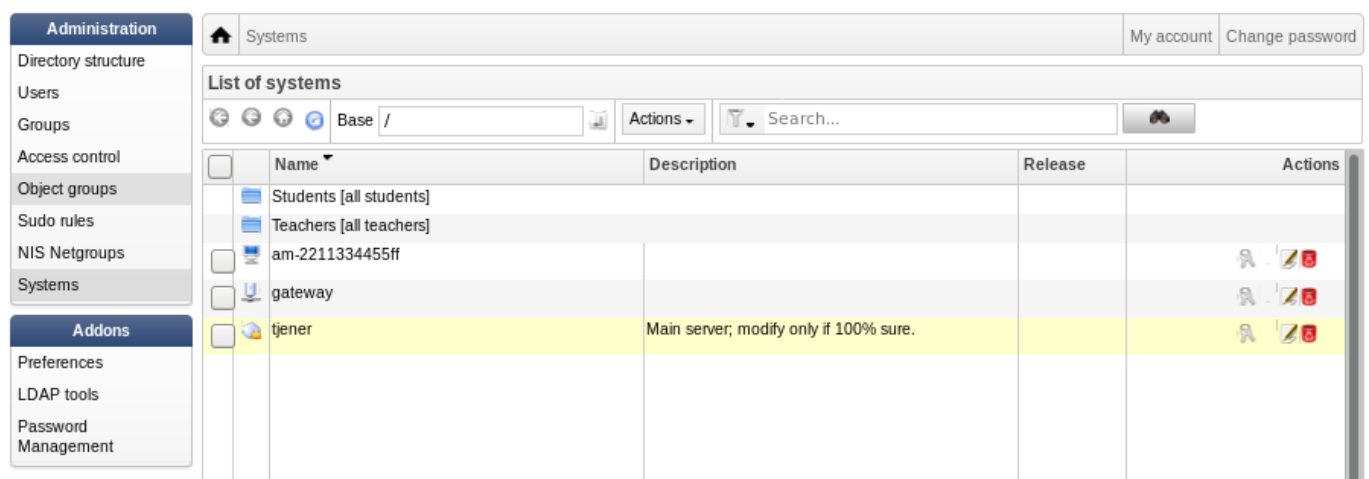 Administration
Directory structure
Users
Groups
Access control
Object groups
Sudo rules
NIS Netgroups
Systems
Addons
Preferences
LDAP tools
Password
Management
Systems
My account
Change password
List of systems
Base /
Actions
Search...
Name Description Release Actions
Students [all students]
Teachers [all teachers]
am-2211334455ff
gateway
tjener Main server; modify only if 100% sure.